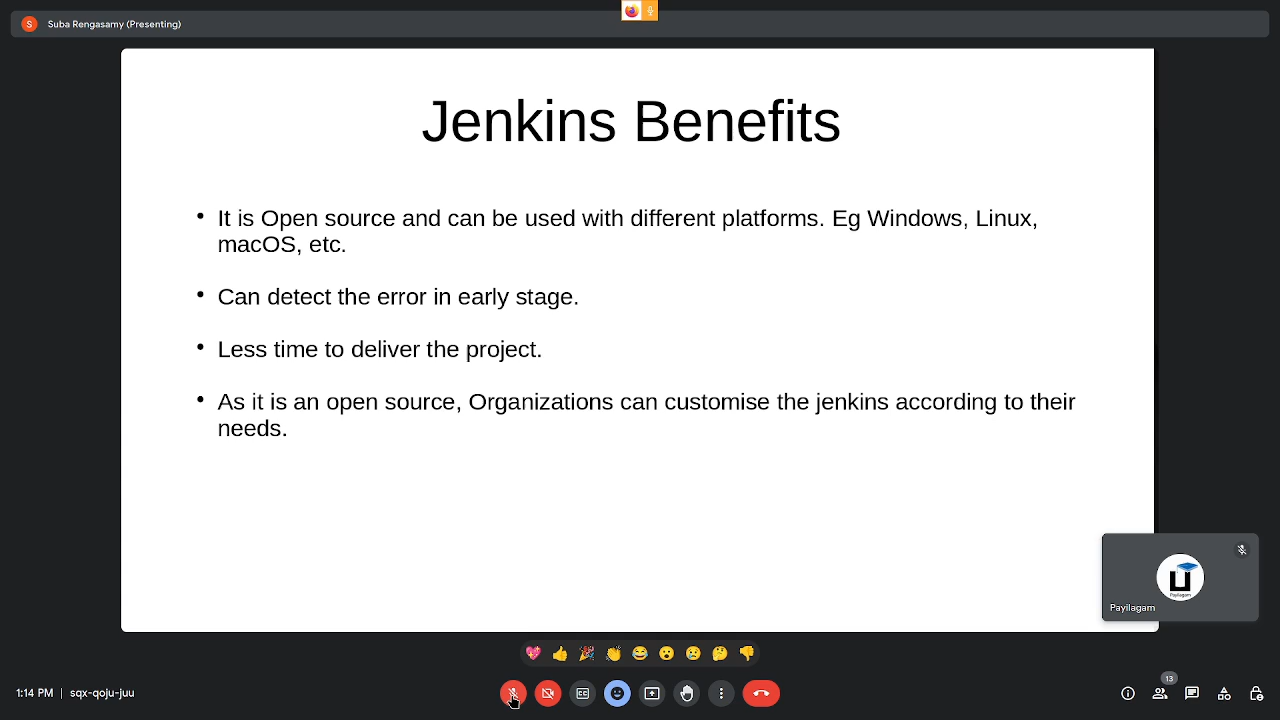 S Suba Rengasamy (Presenting)
Jenkins Benefits
• It is Open source and can be used with different platforms. Eg Windows, Linux,
macOS, etc.
• Can detect the error in early stage.
• Less time to deliver the project.
• As it is an open source, Organizations can customise the jenkins according to their
needs.
Payilagam
Payilagam
13
1:14 PM | sqx-qoju-juu